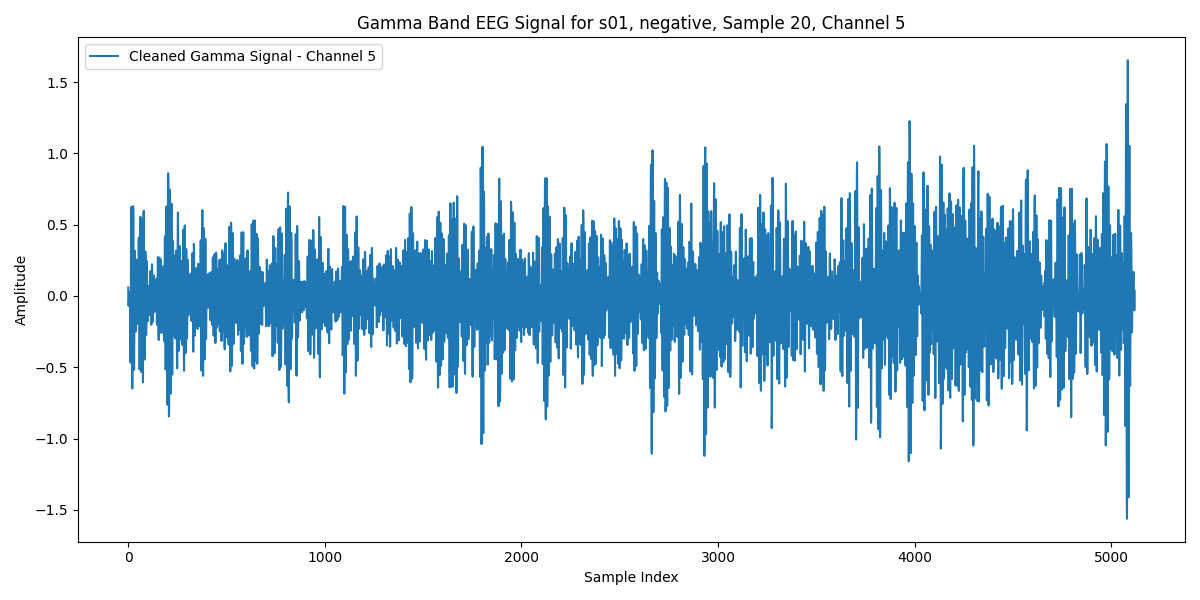 Gamma Band EEG Signal for s01, negative, Sample 20, Channel 5
Cleaned Gamma Signal - Channel 5
Amplitude
1.5
1.0
0.5
0.0
−0.5
−1.0
−1.5
0 1000 2000 3000 4000 5000
Sample Index